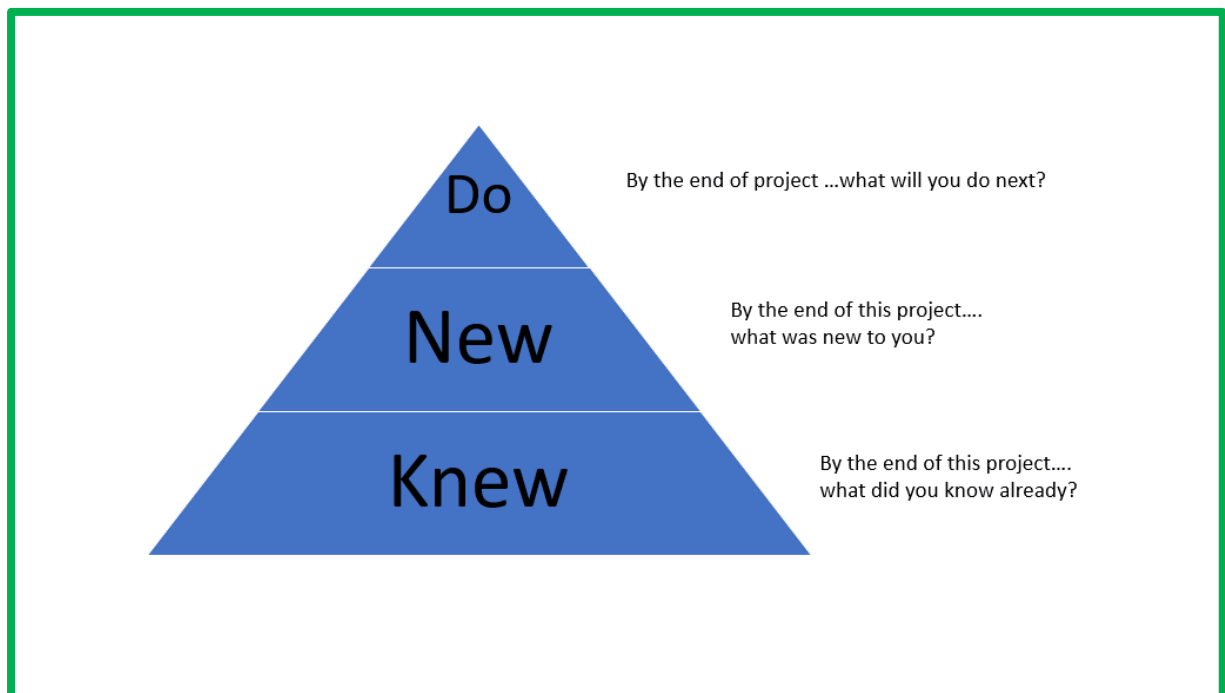 Do
By the end of project ...what will you do next?
New
By the end of this project....
what was new to you?
Knew
By the end of this project....
what did you know already?